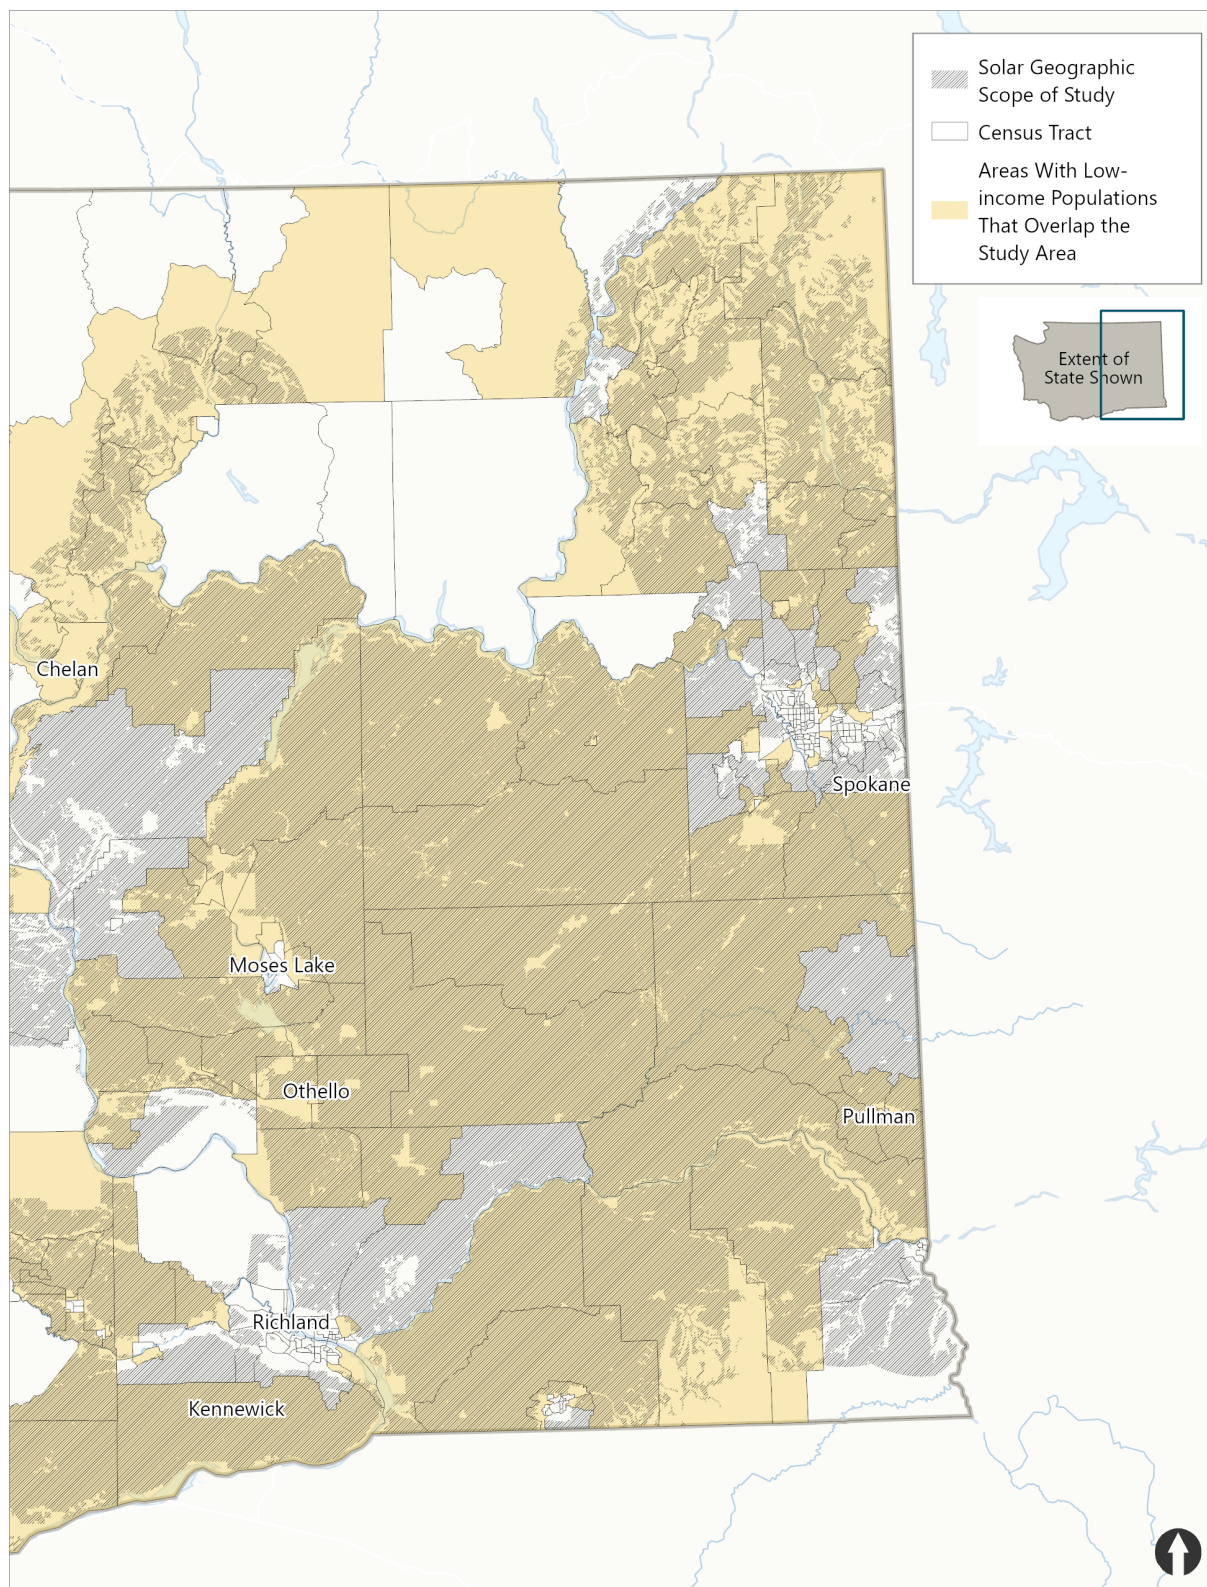 Solar Geographic
Scope of Study
Census Tract
Areas With Low-
income Populations
That Overlap the
Study Area
Extent of
State Shown
Chelan
Spokane
Moses Lake
Othello
Pullman
Richland
Kennewick